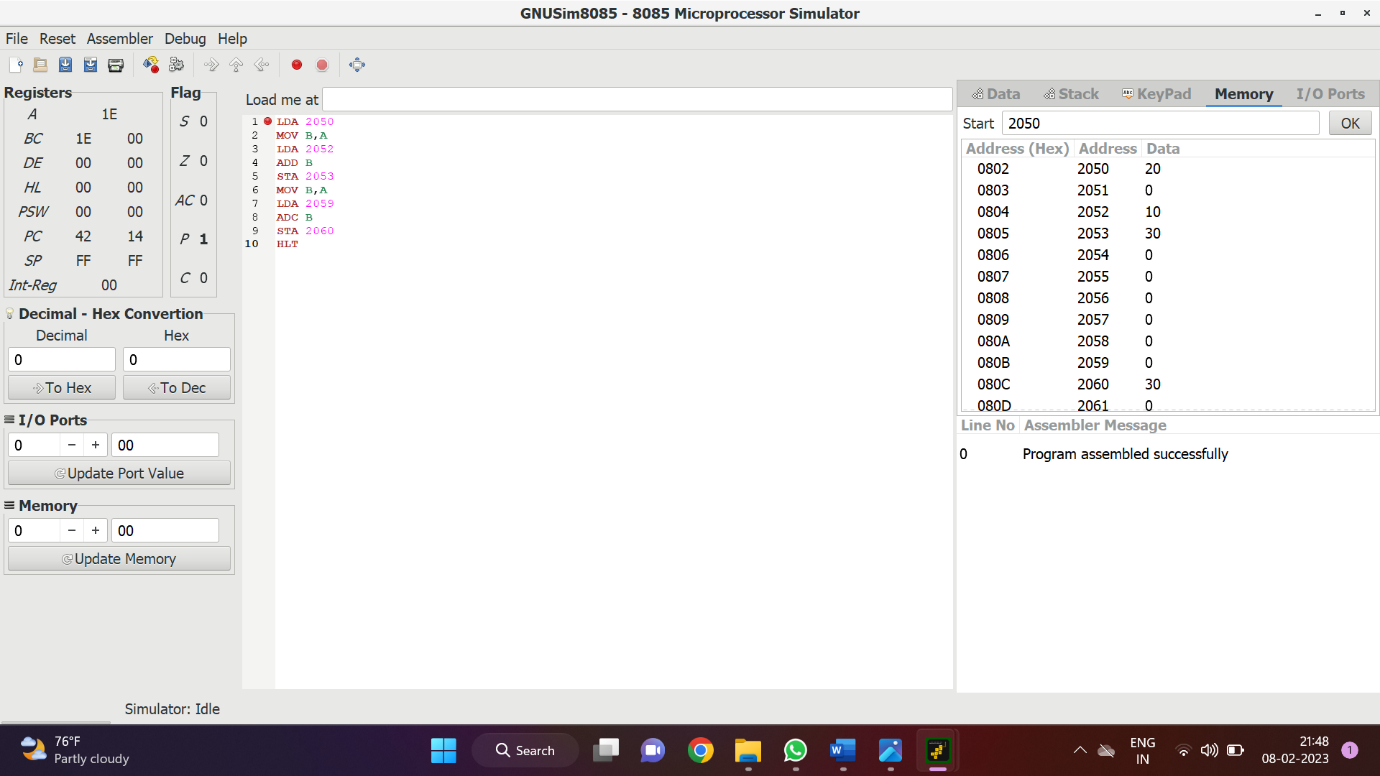 GNUSim8085 - 8085 Microprocessor Simulator
File Reset Assembler Debug Help
Registers
A 1E
BC 1E 00
DE 00 00
HL 00 00
PSW 00 00
PC 42 14
SP FF FF
Int-Reg 00
Flag
S 0
Z 0
AC 0
P 1
C 0
Decimal - Hex Convertion
Decimal Hex
0 0
To Hex To Dec
I/O Ports
0 - + 00
Update Port Value
Memory
0 - + 00
Update Memory
Simulator: Idle
Load me at
1 LDA 2050
2 MOV B,A
3 LDA 2052
4 ADD B
5 STA 2053
6 MOV B,A
7 LDA 2059
8 ADC B
9 STA 2060
10 HLT
Data Stack KeyPad Memory I/O Ports
Start 2050 OK
Address (Hex) Address Data
0802 2050 20
0803 2051 0
0804 2052 10
0805 2053 30
0806 2054 0
0807 2055 0
0808 2056 0
0809 2057 0
080A 2058 0
080B 2059 0
080C 2060 30
080D 2061 0
Line No Assembler Message
0 Program assembled successfully
76°F
Partly cloudy
Search
ENG
IN
21:48
08-02-2023
1